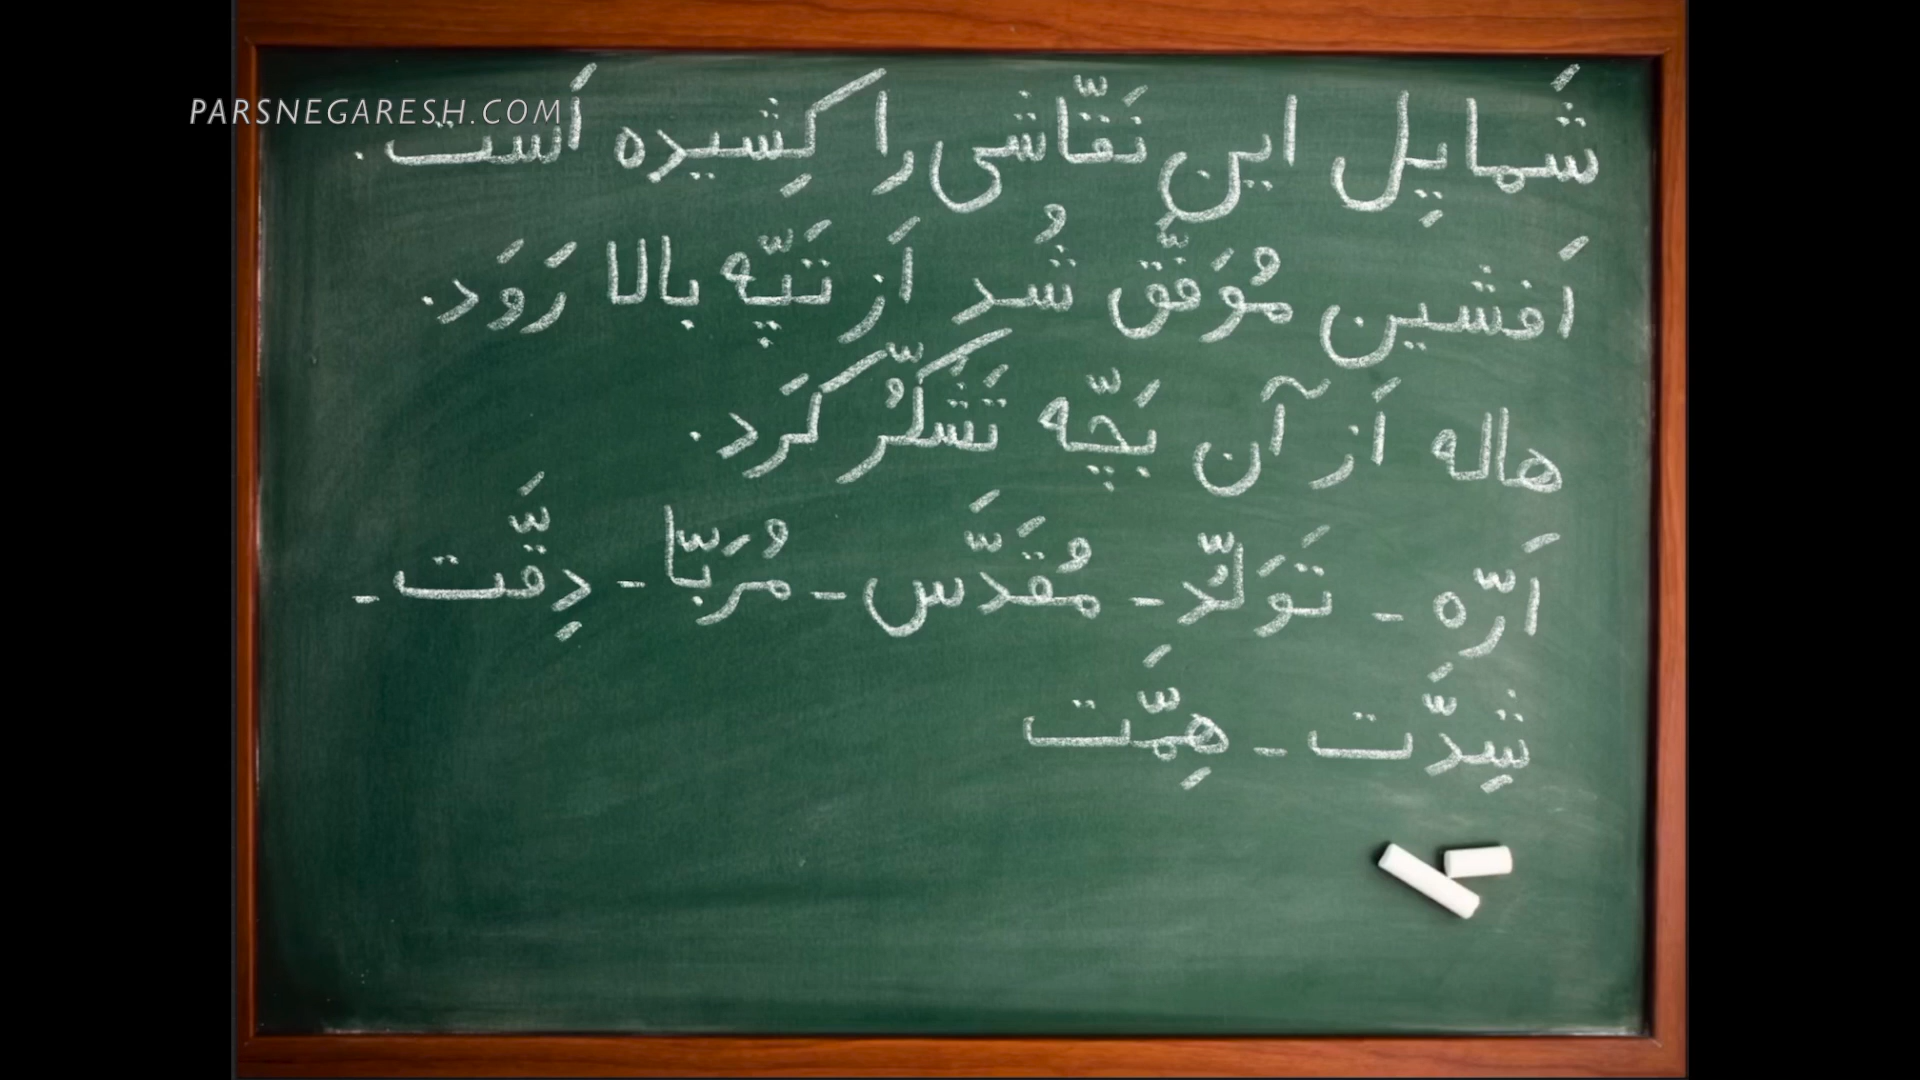 PARSNEGARESH.COM
شَمایِل این نَقّاشی را کِشیده اَست.
اَفشین مُوَفَّق شُد اَز تَپّه بالا رَوَد.
هاله اَز آن بَچّه تَشَکُّر کَرد.
اَرّه - تَوَلّد - مُقَدَّس - مُرَبّا - دِقَّت -
شِدَّت - هِمَّت